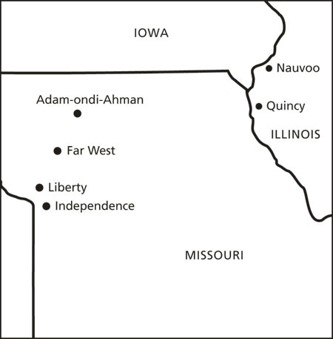 IOWA
Nauvoo
Adam-ondi-Ahman
Quincy
ILLINOIS
Far West
Liberty
Independence
MISSOURI